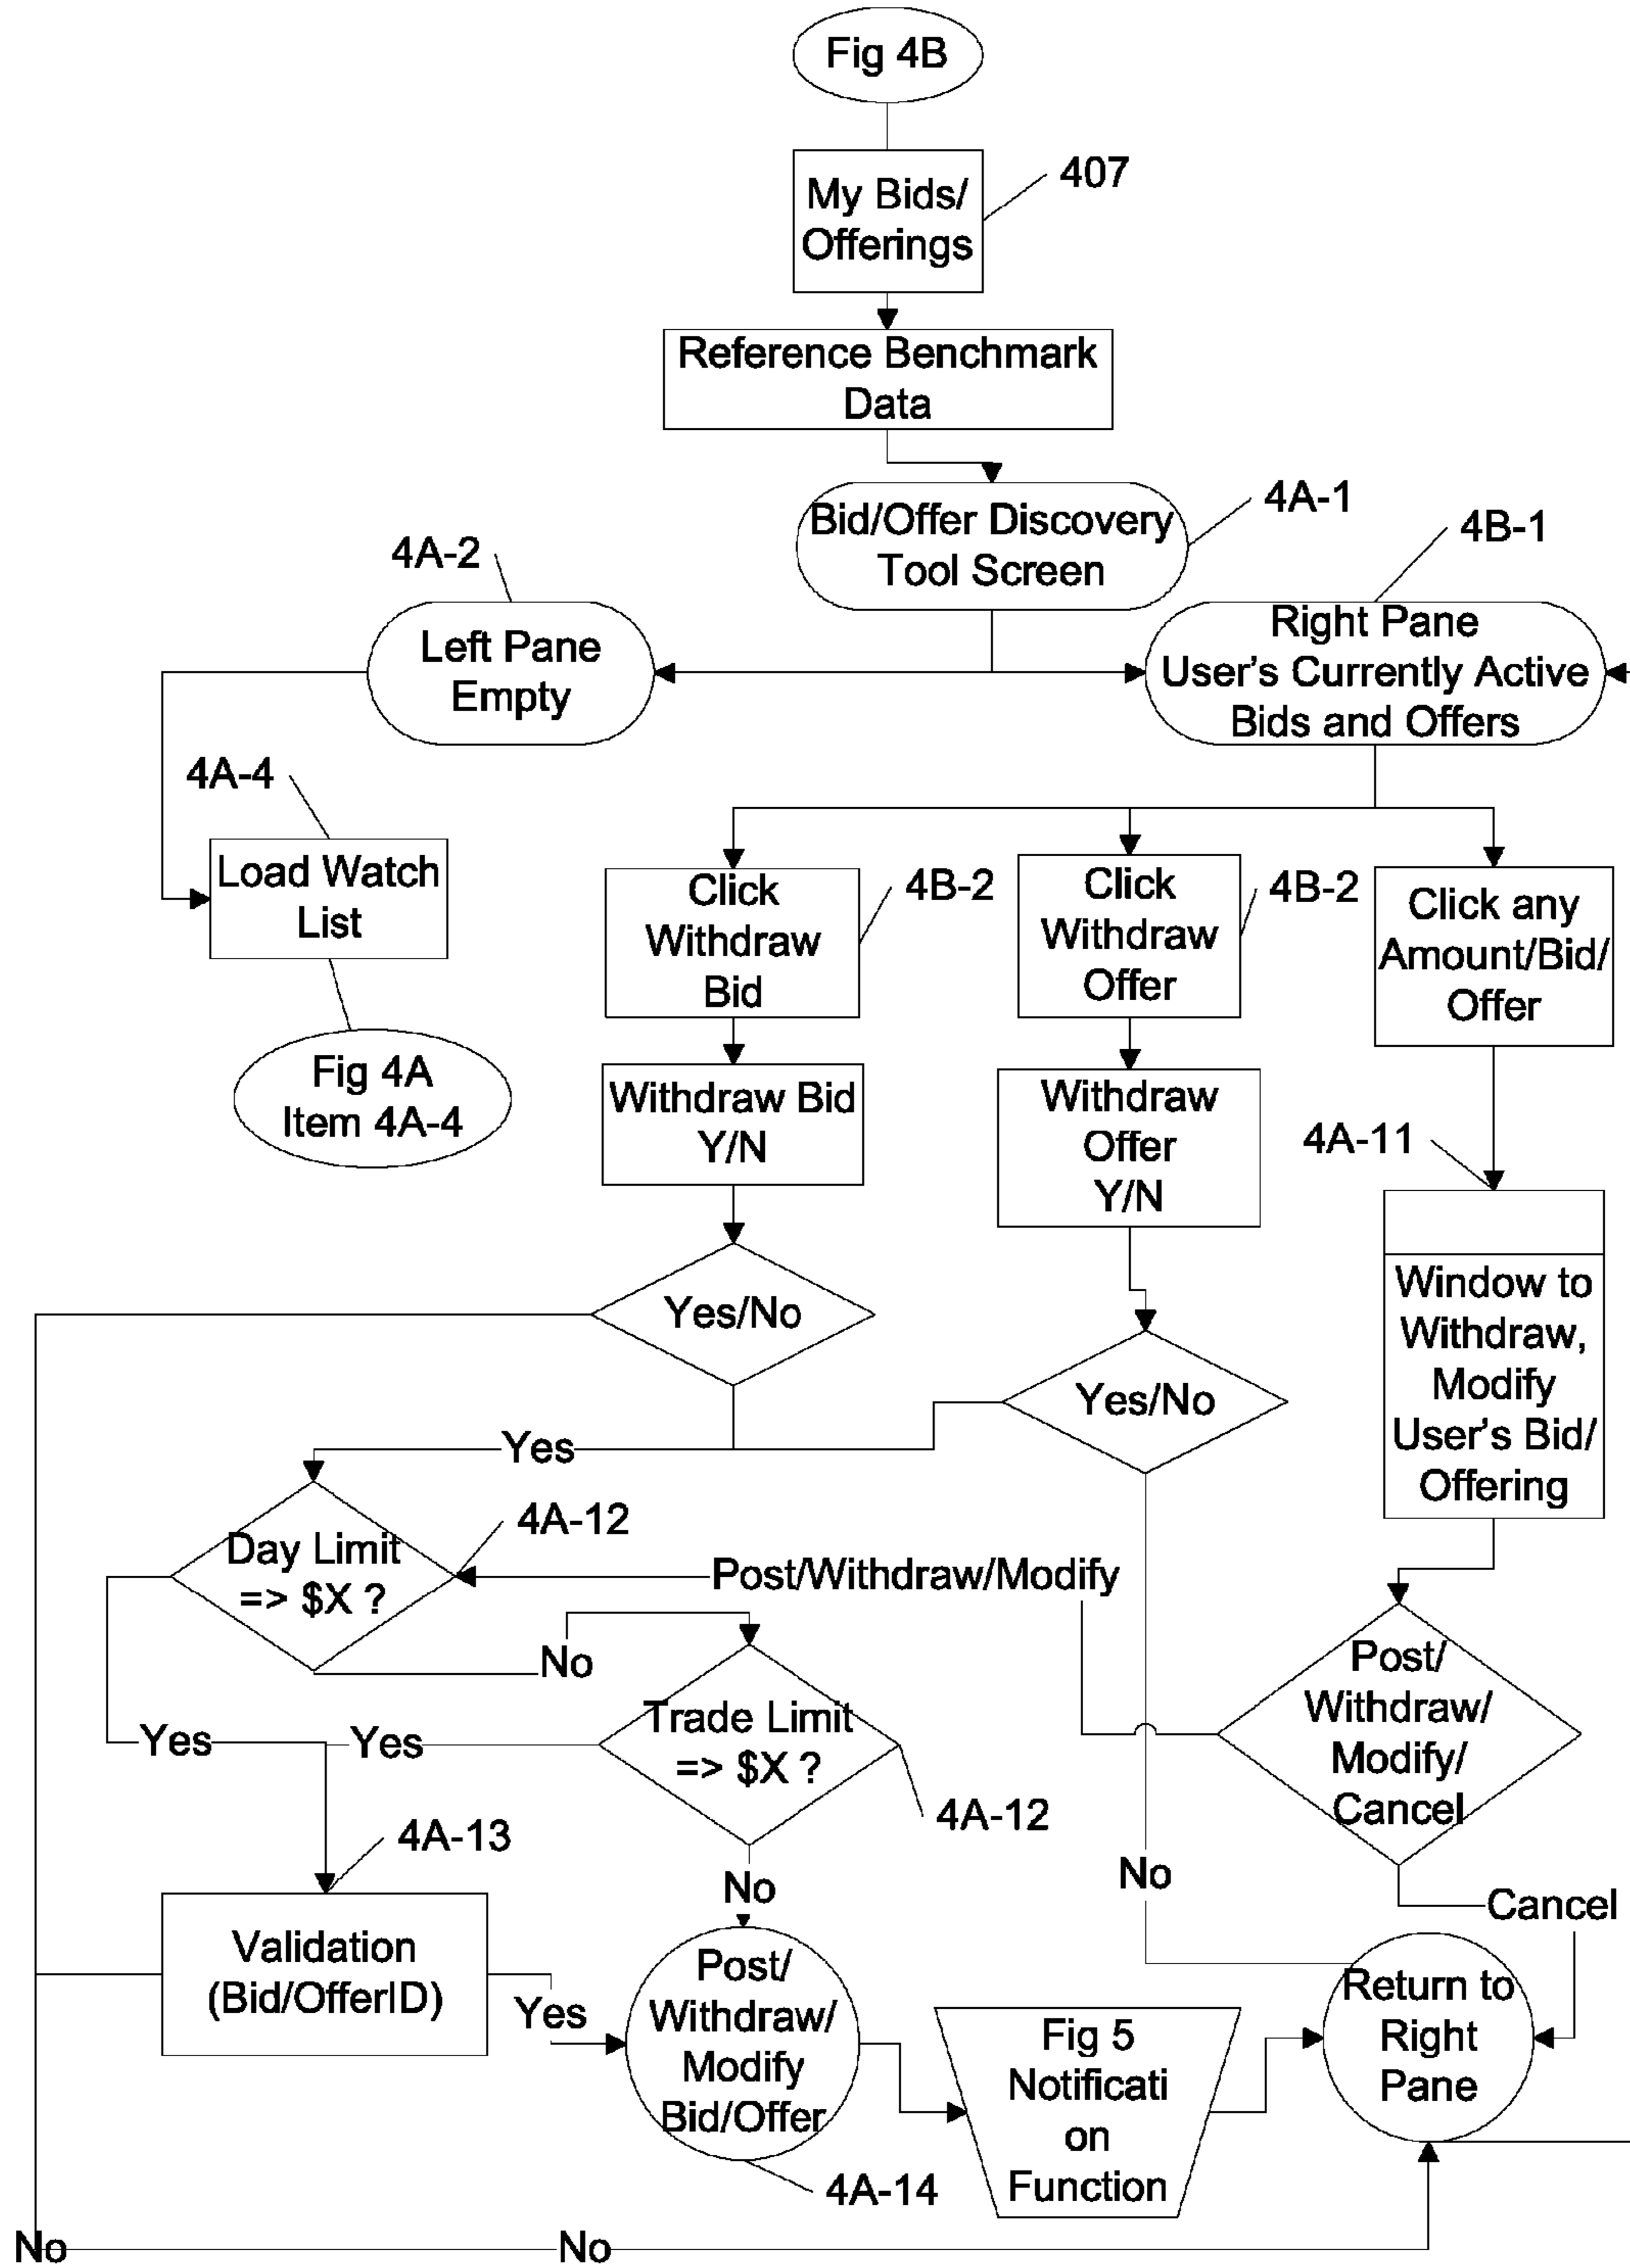 Fig 4B
My Bids/
Offerings
407
Reference Benchmark
Data
Bid/Offer Discovery
Tool Screen
4A-1
4A-2
4B-1
Left Pane
Empty
Right Pane
User's Currently Active
Bids and Offers
4A-4
Load Watch
List
Fig 4A
Item 4A-4
Click
Withdraw
Bid
4B-2
Click
Withdraw
Offer
4B-2
Click any
Amount/Bid/
Offer
Withdraw Bid
Y/N
Withdraw
Offer
Y/N
4A-11
Window to
Withdraw,
Modify
User's Bid/
Offering
Yes/No
Yes/No
Yes
Day Limit
=> $X ?
4A-12
Post/Withdraw/Modify
No
Trade Limit
=> $X ?
4A-12
Yes
Yes
Post/
Withdraw/
Modify/
Cancel
4A-13
No
No
Cancel
Validation
(Bid/OfferID)
Yes
Post/
Withdraw/
Modify
Bid/Offer
4A-14
Fig 5
Notificati
on
Function
Return to
Right
Pane
No
No